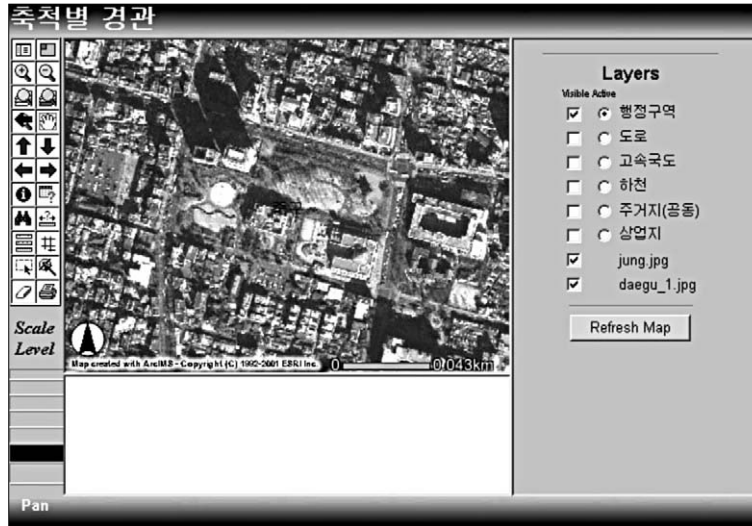 축척별 경관
Layers
Visible Active
행정구역
도로
고속국도
하천
주거지(공동)
상업지
jung.jpg
daegu_1.jpg
Refresh Map
Scale
Level
Map created with ArcIMS - Copyright (C) 1992-2001 ESRI Inc.
0 0.043km
Pan